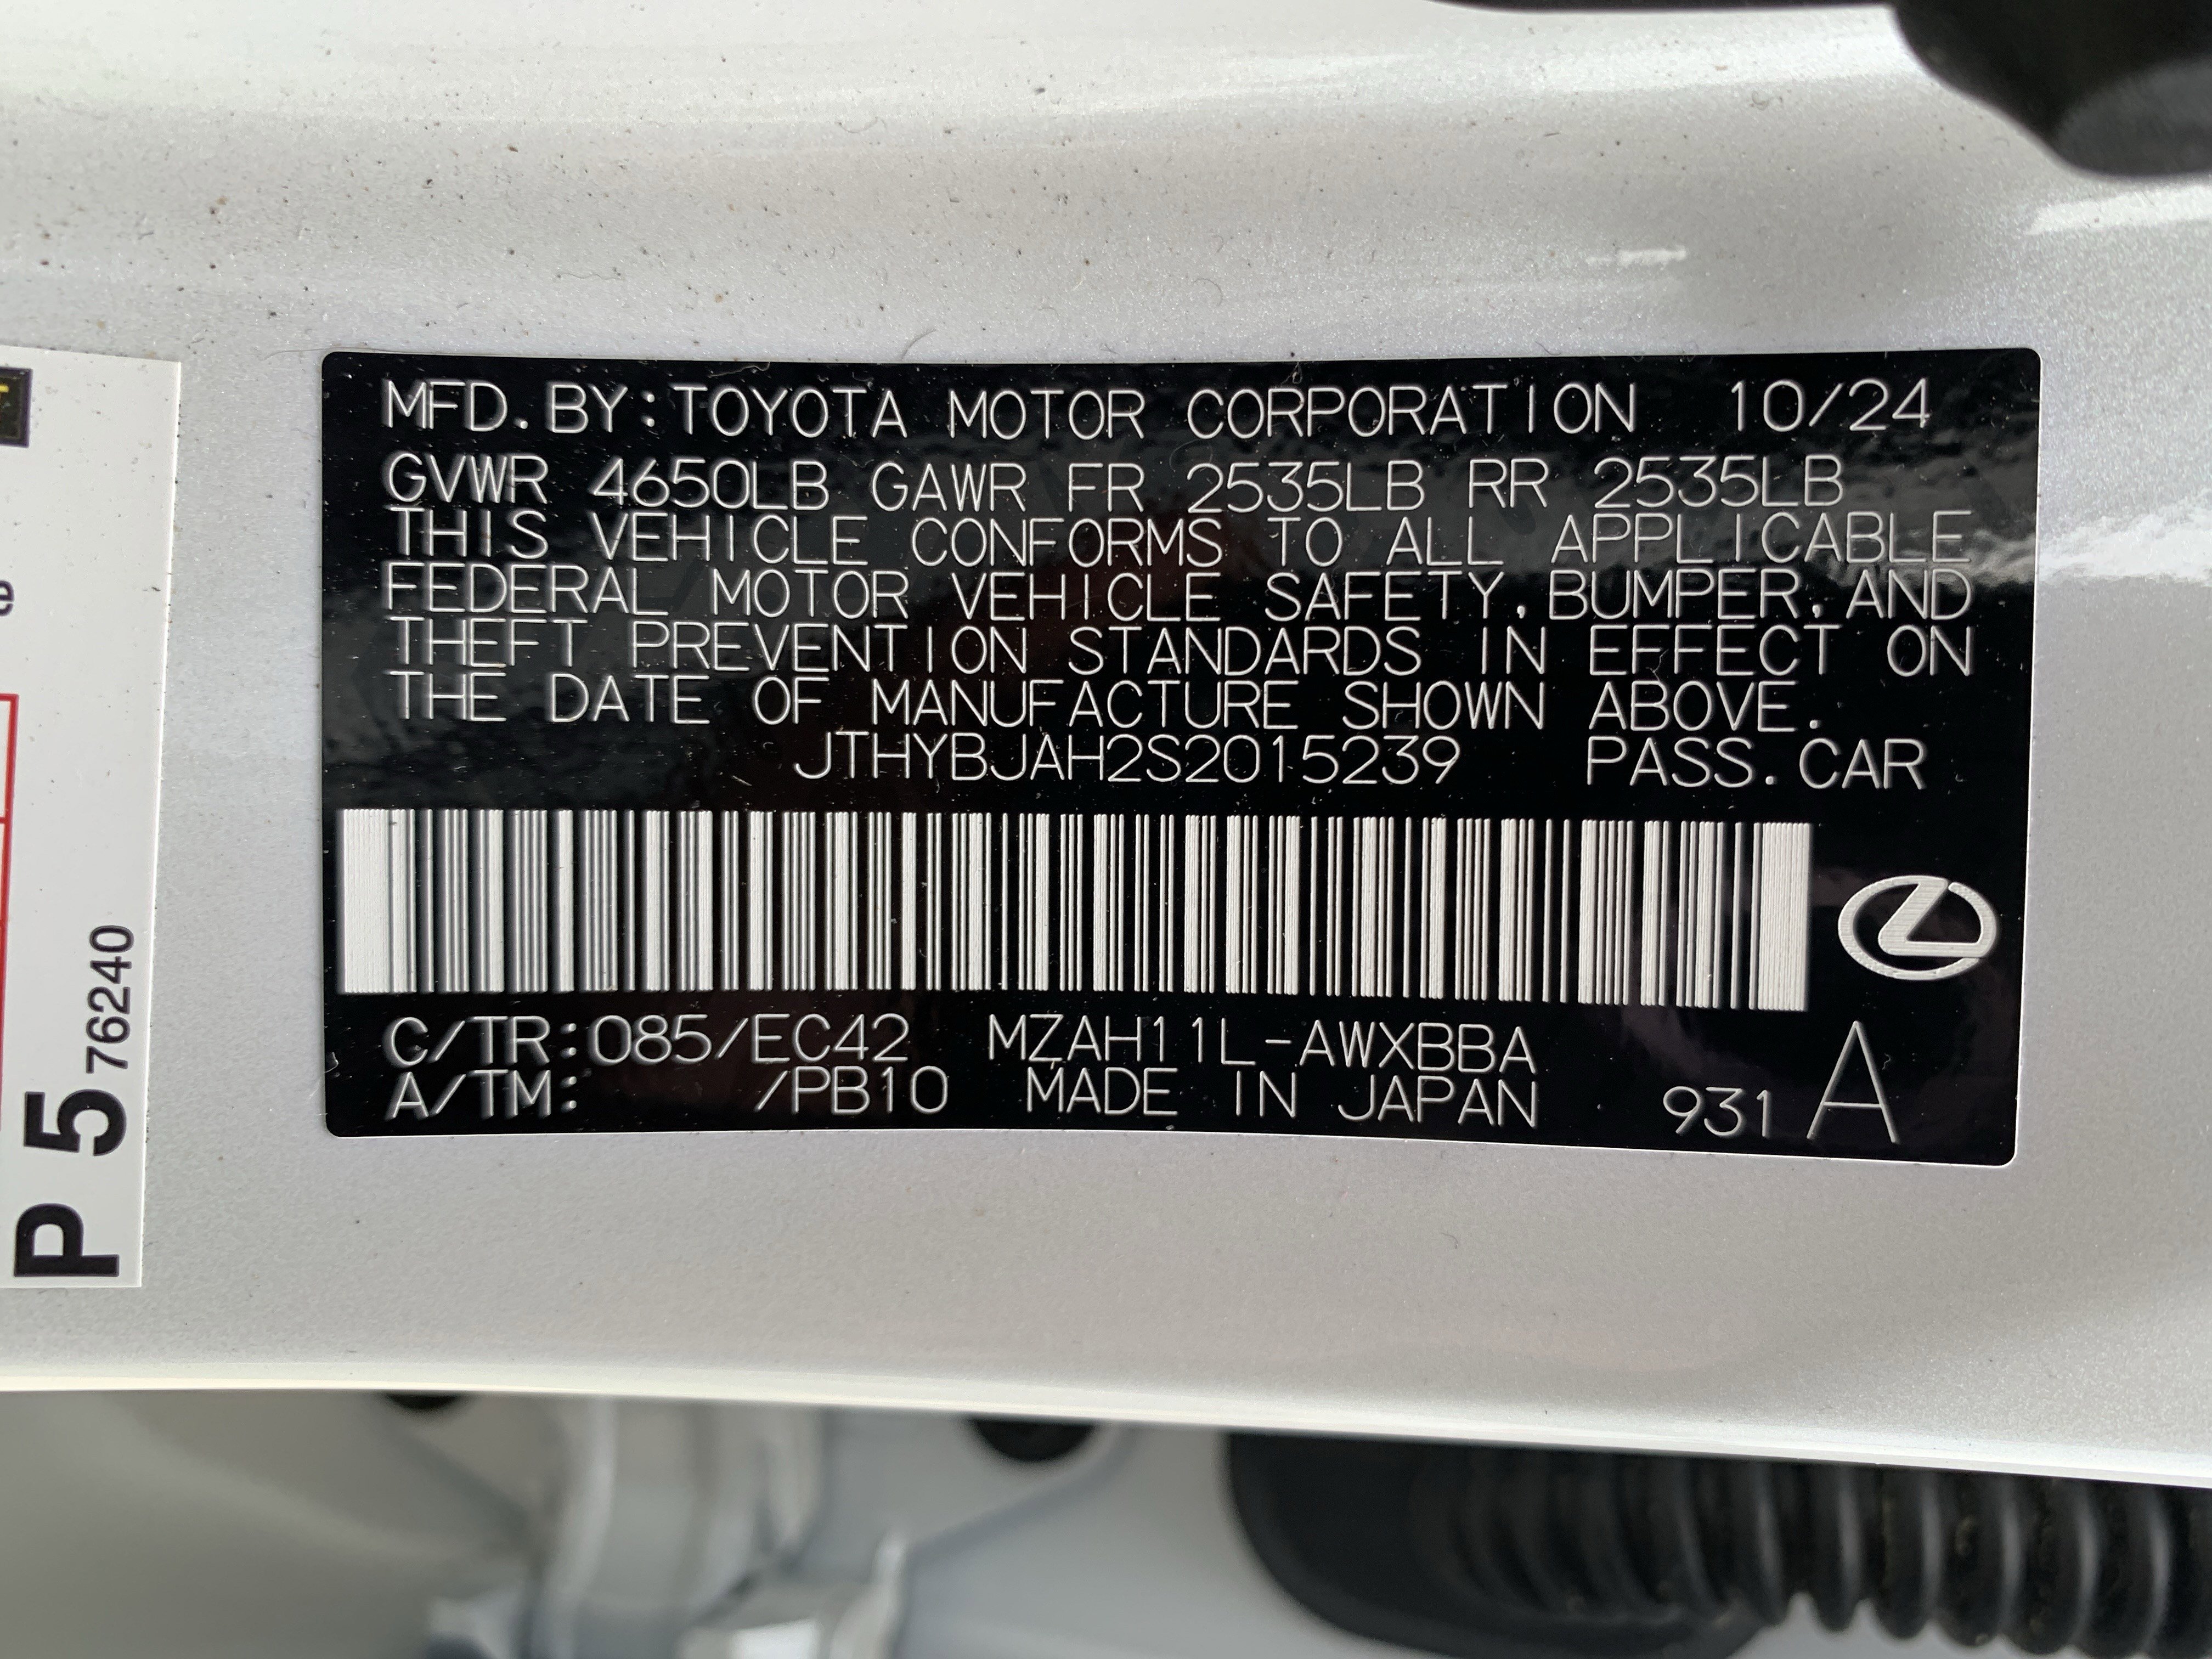 MFD.BY:TOYOTA MOTOR CORPORATION 10/24
GVWR 4650LB GAWR FR 2535LB RR 2535LB
THIS VEHICLE CONFORMS TO ALL APPLICABLE
FEDERAL MOTOR VEHICLE SAFETY,BUMPER,AND
THEFT PREVENTION STANDARDS IN EFFECT ON
THE DATE OF MANUFACTURE SHOWN ABOVE.
JTHYBJAH2S2015239 PASS.CAR
C/TR:085/EC42 MZAH11L-AWXBBA
A/TM: /PB10 MADE IN JAPAN 931 A
P 5 76240